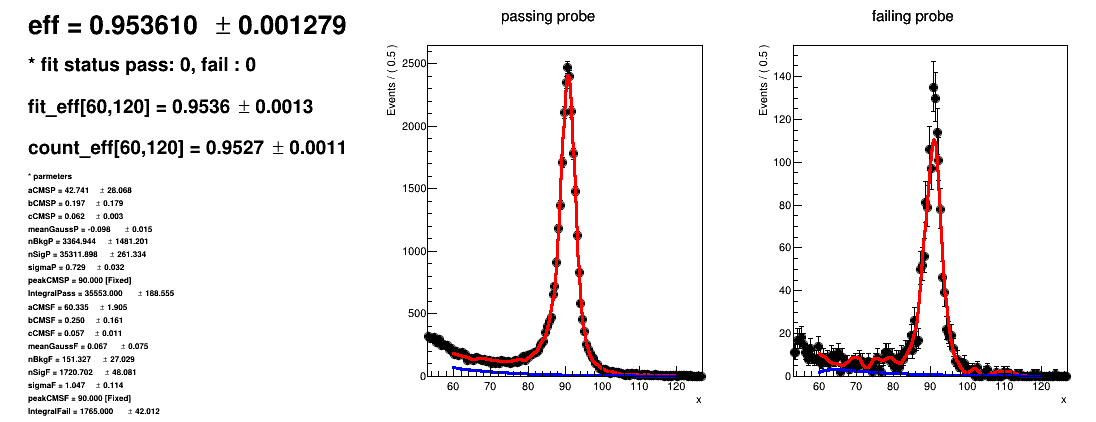 eff = 0.953610 ± 0.001279
* fit status pass: 0, fail : 0
fit_eff[60,120] = 0.9536 ± 0.0013
count_eff[60,120] = 0.9527 ± 0.0011
* parmeters
aCMSP = 42.741 ± 28.068
bCMSP = 0.197 ± 0.179
cCMSP = 0.062 ± 0.003
meanGaussP = -0.098 ± 0.015
nBkgP = 3364.944 ± 1481.201
nSigP = 35311.898 ± 261.334
sigmaP = 0.729 ± 0.032
peakCMSP = 90.000 [Fixed]
IntegralPass = 35553.000 ± 188.555
aCMSF = 60.335 ± 1.905
bCMSF = 0.250 ± 0.161
cCMSF = 0.057 ± 0.011
meanGaussF = 0.067 ± 0.075
nBkgF = 151.327 ± 27.029
nSigF = 1720.702 ± 48.081
sigmaF = 1.047 ± 0.114
peakCMSF = 90.000 [Fixed]
IntegralFail = 1765.000 ± 42.012
passing probe
Events / ( 0.5 )
2500
2000
1500
1000
500
0
60 70 80 90 100 110 120
x
failing probe
Events / ( 0.5 )
140
120
100
80
60
40
20
0
60 70 80 90 100 110 120
x